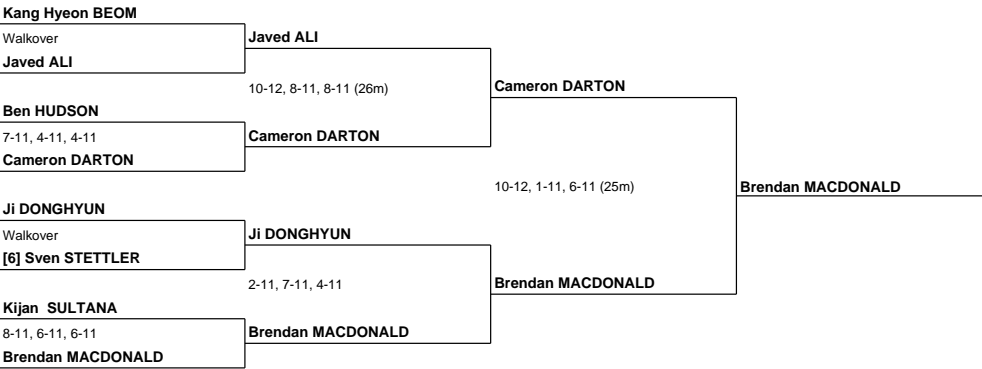 Kang Hyeon BEOM
Walkover
Javed ALI
Javed ALI
10-12, 8-11, 8-11 (26m)
Cameron DARTON
Ben HUDSON
7-11, 4-11, 4-11
Cameron DARTON
Cameron DARTON
10-12, 1-11, 6-11 (25m)
Brendan MACDONALD
Ji DONGHYUN
Walkover
Ji DONGHYUN
[6] Sven STETTLER
2-11, 7-11, 4-11
Brendan MACDONALD
Kijan  SULTANA
8-11, 6-11, 6-11
Brendan MACDONALD
Brendan MACDONALD